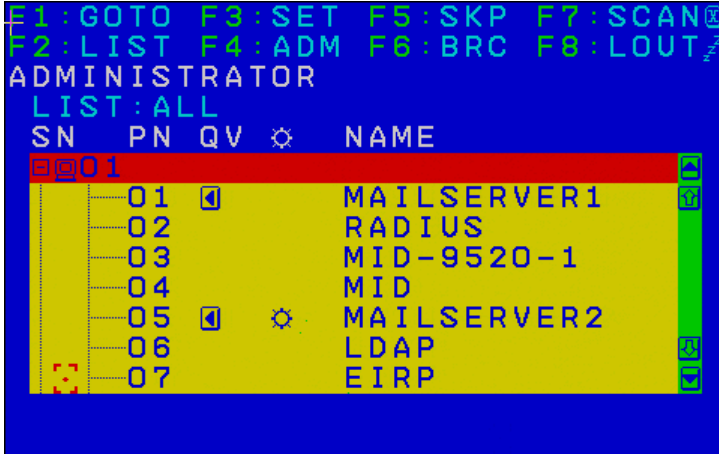 F1:GOTO F3:SET F5:SKP F7:SCAN
F2:LIST F4:ADM F6:BRC F8:LOUT
ADMINISTRATOR
LIST:ALL
SN PN QV NAME
01
01 MAILSERVER1
02 RADIUS
03 MID-9520-1
04 MID
05 MAILSERVER2
06 LDAP
07 EIRP